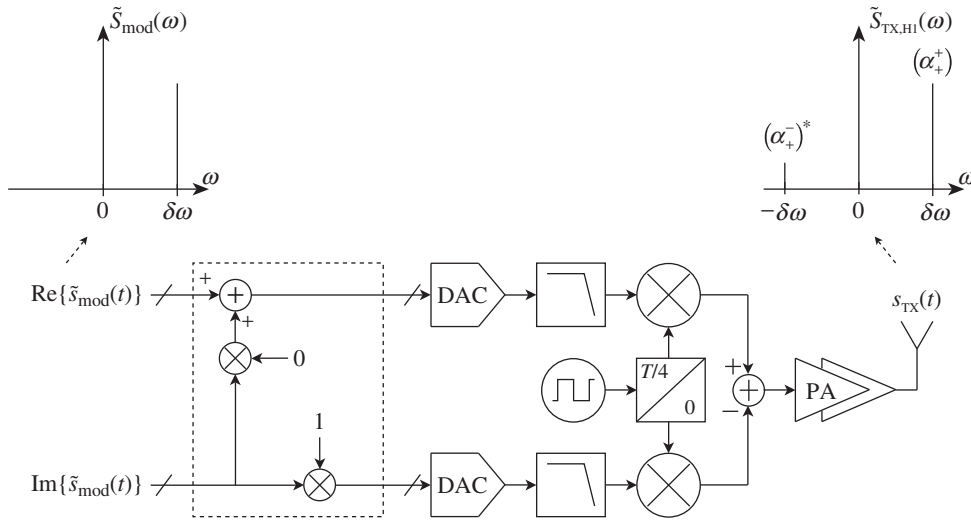 S̃mod(ω)
ω
0
δω
S̃TX,H1(ω)
(α₊⁺)
(α₊⁻)*
ω
−δω
0
δω
Re{s̃mod(t)}
+
+
+
0
DAC
T/4
0
+
+
−
PA
sTX(t)
1
Im{s̃mod(t)}
DAC